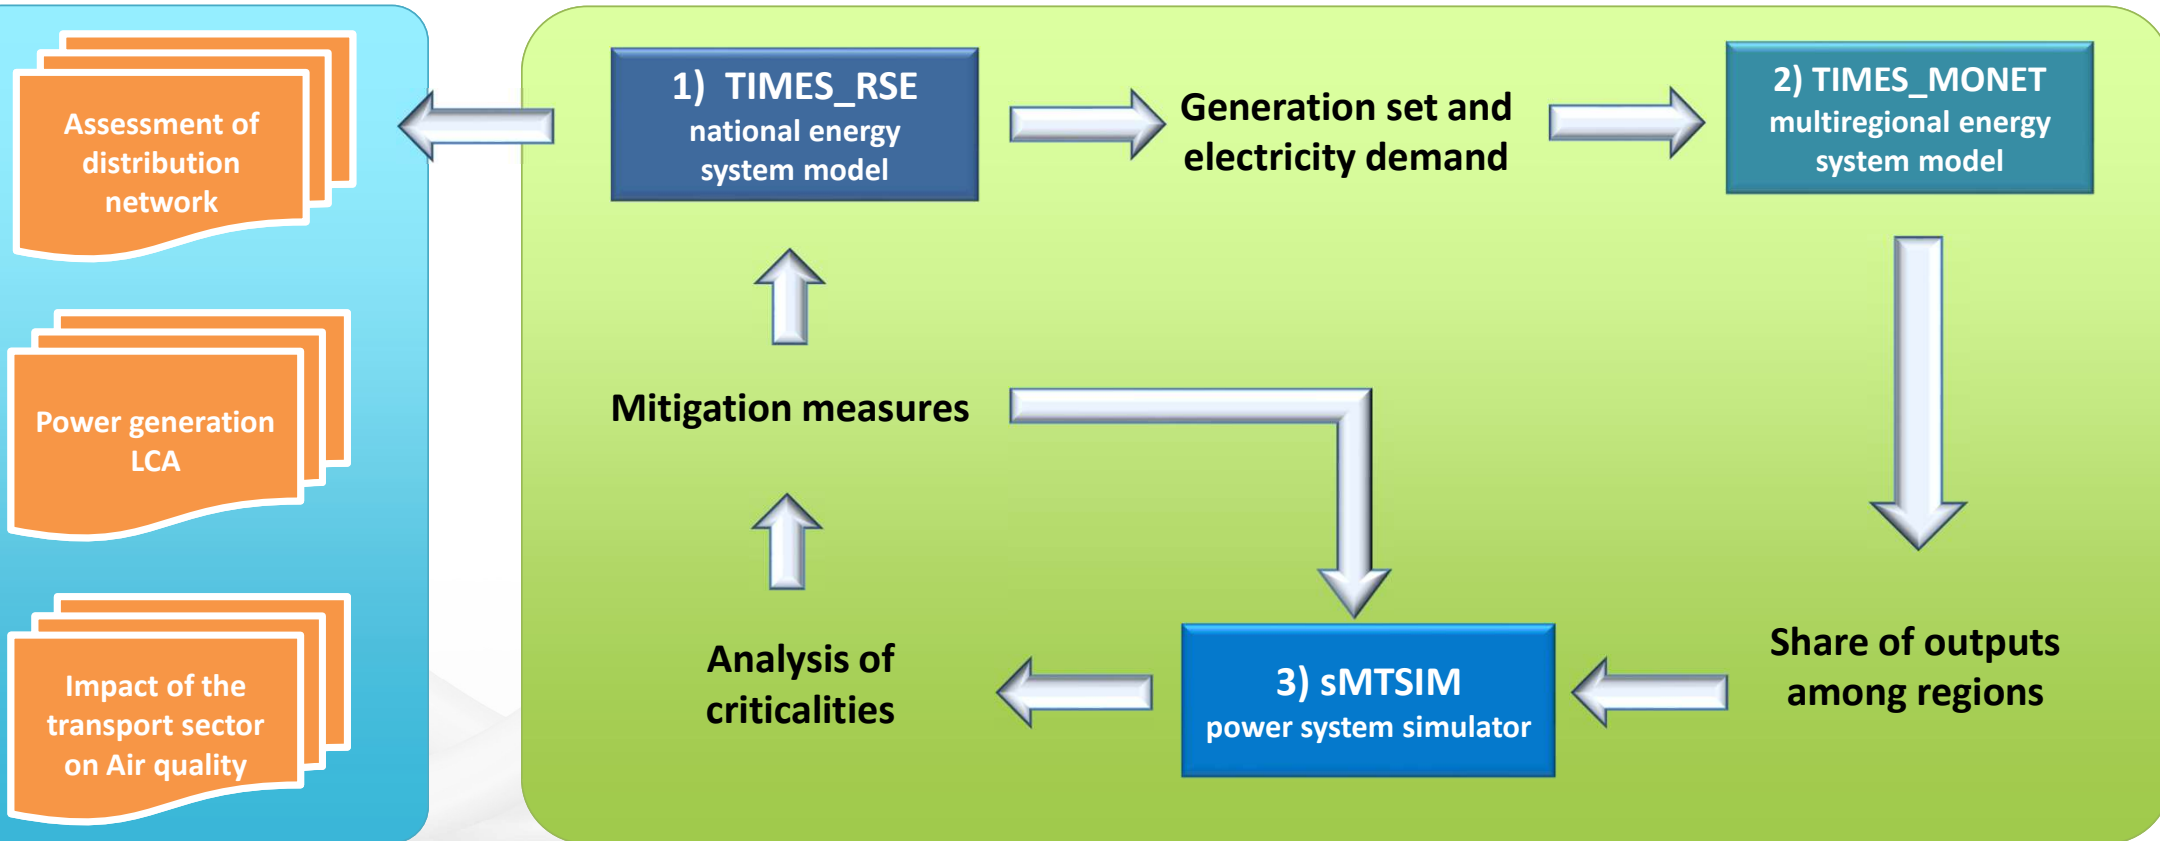 Assessment of
distribution
network
Power generation
LCA
Impact of the
transport sector
on Air quality
1) TIMES_RSE
national energy
system model
Generation set and
electricity demand
2) TIMES_MONET
multiregional energy
system model
Mitigation measures
Analysis of
criticalities
3) sMTSIM
power system simulator
Share of outputs
among regions